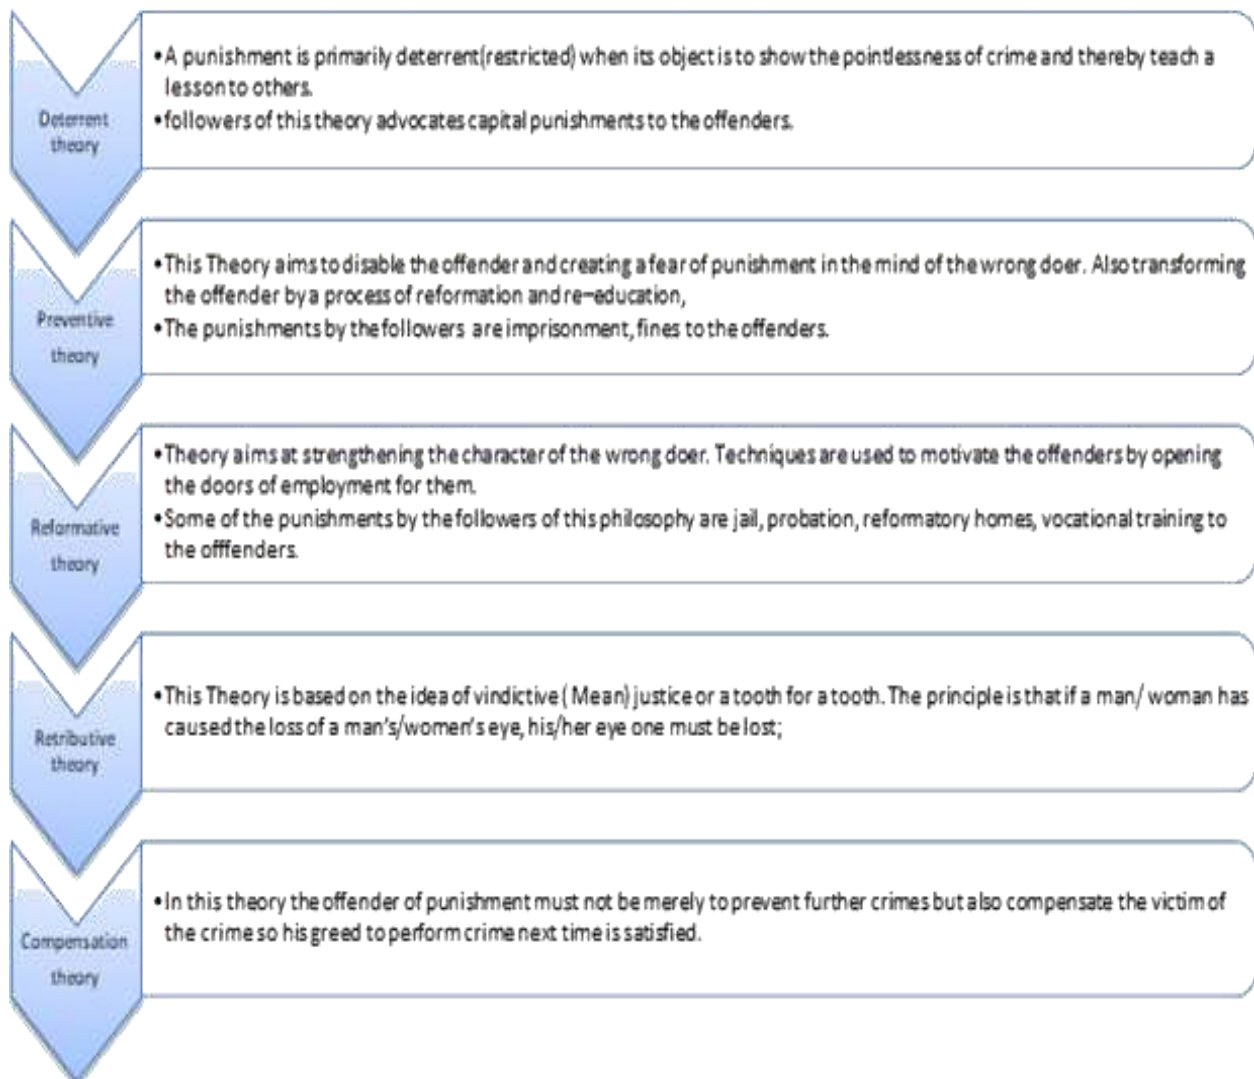 Deterrent
theory
•A punishment is primarily deterrent(restricted) when its object is to show the pointlessness of crime and thereby teach a
lesson to others.
•followers of this theory advocates capital punishments to the offenders.
Preventive
theory
•This Theory aims to disable the offender and creating a fear of punishment in the mind of the wrong doer. Also transforming
the offender by a process of reformation and re–education,
•The punishments by the followers are imprisonment, fines to the offenders.
Reformative
theory
•Theory aims at strengthening the character of the wrong doer. Techniques are used to motivate the offenders by opening
the doors of employment for them.
•Some of the punishments by the followers of this philosophy are jail, probation, reformatory homes, vocational training to
the offfenders.
Retributive
theory
•This Theory is based on the idea of vindictive ( Mean) justice or a tooth for a tooth. The principle is that if a man/ woman has
caused the loss of a man's/women's eye, his/her eye one must be lost;
Compensation
theory
•In this theory the offender of punishment must not be merely to prevent further crimes but also compensate the victim of
the crime so his greed to perform crime next time is satisfied.